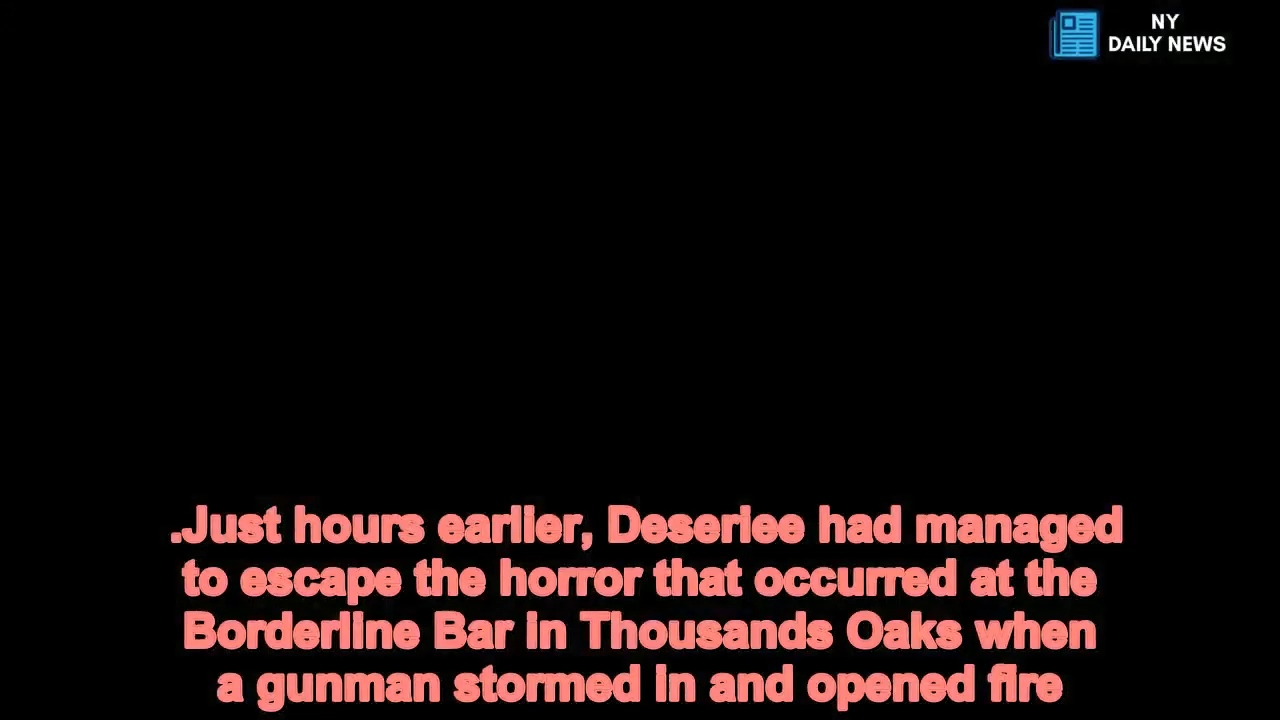 NY
DAILY NEWS
.Just hours earlier, Deseriee had managed
to escape the horror that occurred at the
Borderline Bar in Thousands Oaks when
a gunman stormed in and opened fire